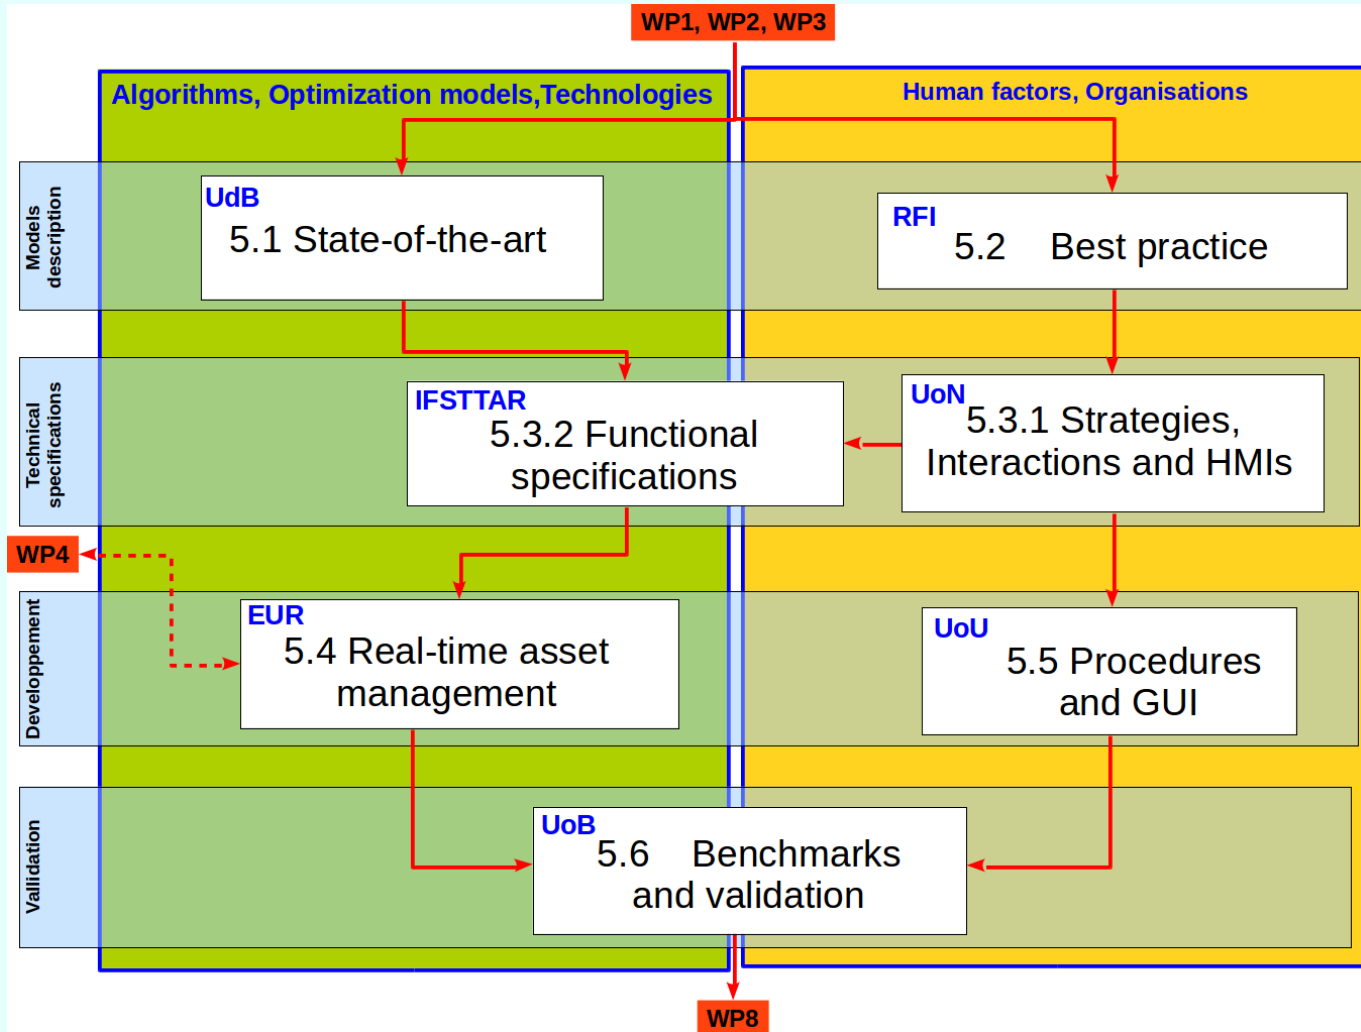 WP1, WP2, WP3
Algorithms, Optimization models,Technologies
Human factors, Organisations
Models
description
UdB
5.1 State-of-the-art
RFI
5.2 Best practice
Technical
specifications
IFSTTAR
5.3.2 Functional
specifications
UoN
5.3.1 Strategies,
Interactions and HMIs
WP4
Developpement
EUR
5.4 Real-time asset
management
UoU
5.5 Procedures
and GUI
Vallidation
UoB
5.6 Benchmarks
and validation
WP8